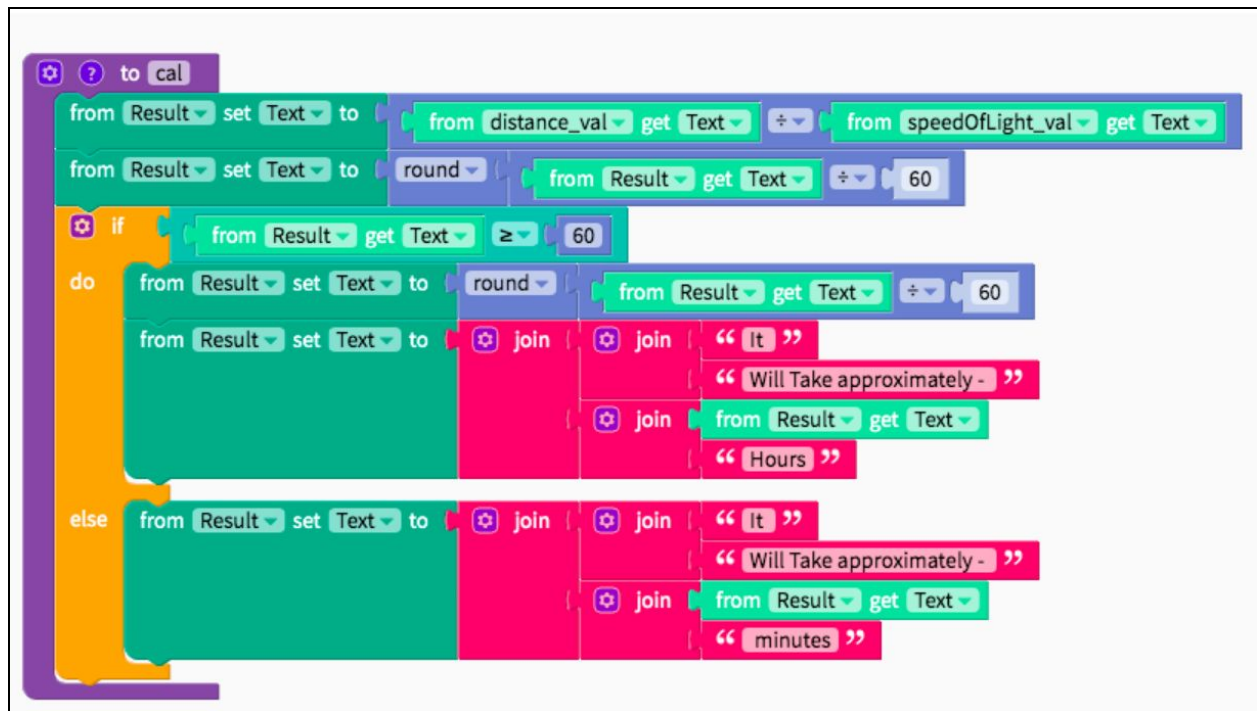 ? to cal
from Result set Text to from distance_val get Text ÷ from speedOfLight_val get Text
from Result set Text to round from Result get Text ÷ 60
if from Result get Text ≥ 60
do from Result set Text to round from Result get Text ÷ 60
from Result set Text to join join “ It ”
“ Will Take approximately - ”
join from Result get Text
“ Hours ”
else from Result set Text to join join “ It ”
“ Will Take approximately - ”
join from Result get Text
“ minutes ”